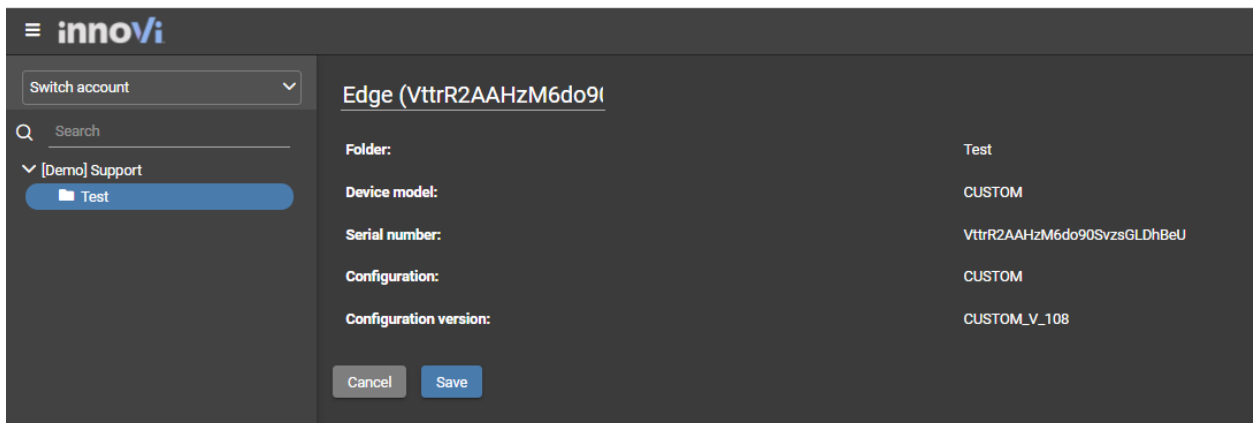 innoVi
Switch account
Search
[Demo] Support
Test
Edge (VttrR2AAHzM6do9(
Folder: Test
Device model: CUSTOM
Serial number: VttrR2AAHzM6do90SvzsGLDhBeU
Configuration: CUSTOM
Configuration version: CUSTOM_V_108
Cancel Save